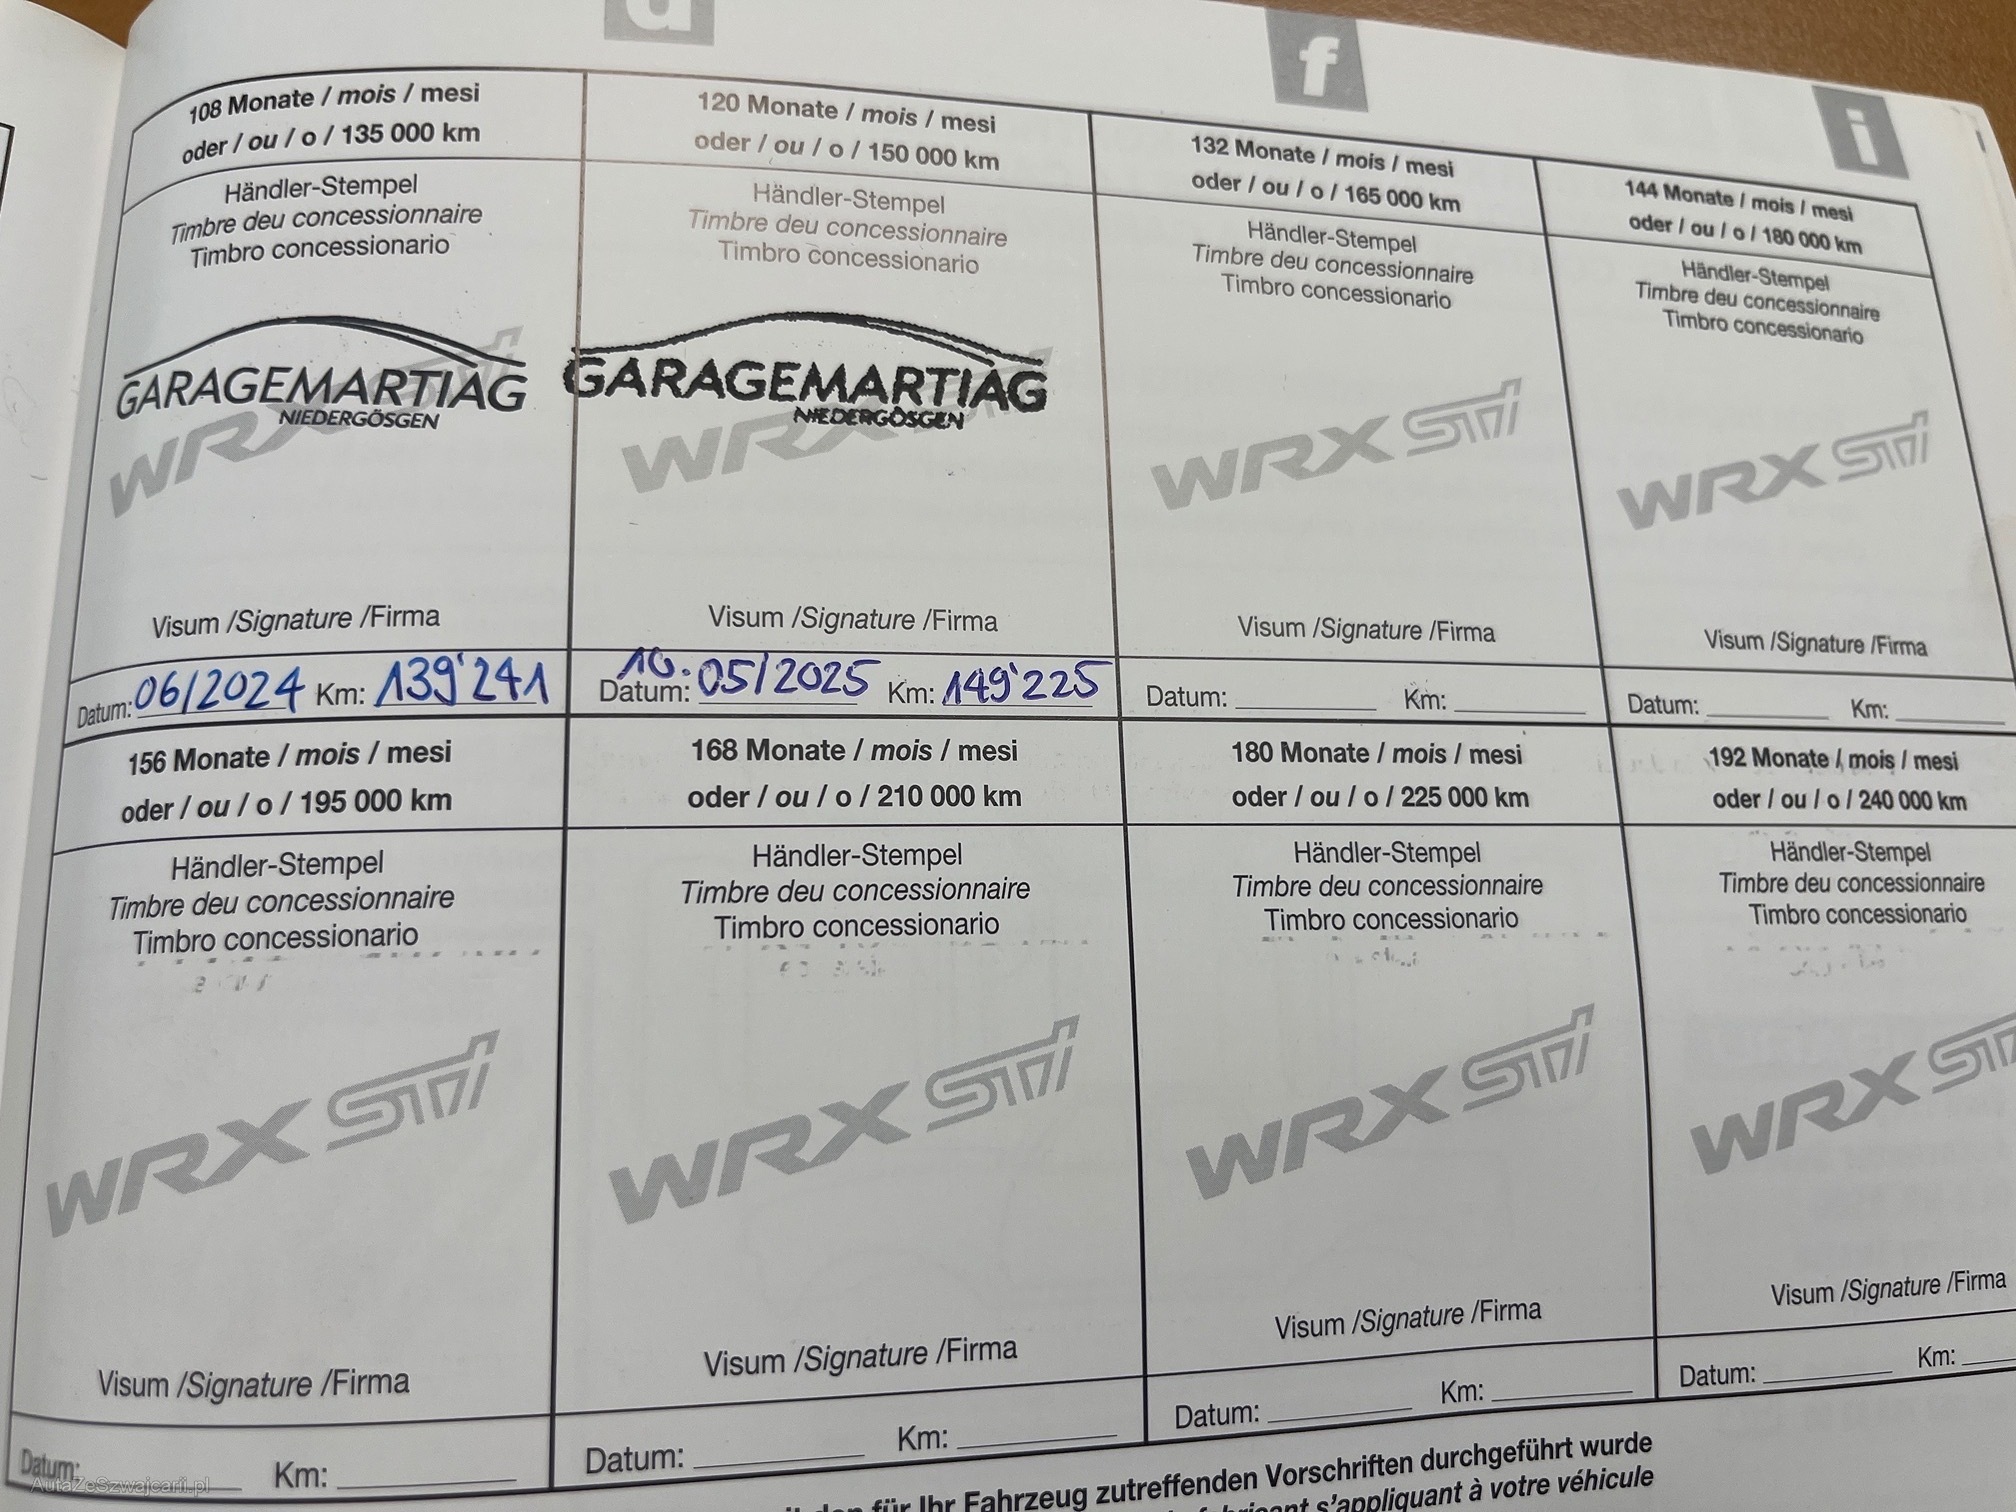 d
f
i
108 Monate / mois / mesi
oder / ou / o / 135 000 km
Händler-Stempel
Timbre deu concessionnaire
Timbro concessionario
GARAGEMARTIAG
NIEDERGÖSGEN
WRX STI
Visum /Signature /Firma
Datum: 06/2024 Km: 139'241
120 Monate / mois / mesi
oder / ou / o / 150 000 km
Händler-Stempel
Timbre deu concessionnaire
Timbro concessionario
GARAGEMARTIAG
NIEDERGÖSGEN
WRX STI
Visum /Signature /Firma
10.
Datum: 05/2025 Km: 149'225
132 Monate / mois / mesi
oder / ou / o / 165 000 km
Händler-Stempel
Timbre deu concessionnaire
Timbro concessionario
WRX STI
Visum /Signature /Firma
Datum: Km:
144 Monate / mois / mesi
oder / ou / o / 180 000 km
Händler-Stempel
Timbre deu concessionnaire
Timbro concessionario
WRX STI
Visum /Signature /Firma
Datum: Km:
156 Monate / mois / mesi
oder / ou / o / 195 000 km
Händler-Stempel
Timbre deu concessionnaire
Timbro concessionario
WRX STI
Visum /Signature /Firma
Datum: Km:
168 Monate / mois / mesi
oder / ou / o / 210 000 km
Händler-Stempel
Timbre deu concessionnaire
Timbro concessionario
WRX STI
Visum /Signature /Firma
Datum: Km:
180 Monate / mois / mesi
oder / ou / o / 225 000 km
Händler-Stempel
Timbre deu concessionnaire
Timbro concessionario
WRX STI
Visum /Signature /Firma
Datum: Km:
192 Monate / mois / mesi
oder / ou / o / 240 000 km
Händler-Stempel
Timbre deu concessionnaire
Timbro concessionario
WRX STI
Visum /Signature /Firma
Datum: Km:
für Ihr Fahrzeug zutreffenden Vorschriften durchgeführt wurde
s'appliquant à votre véhicule
AutaZeSzwajcarii.pl